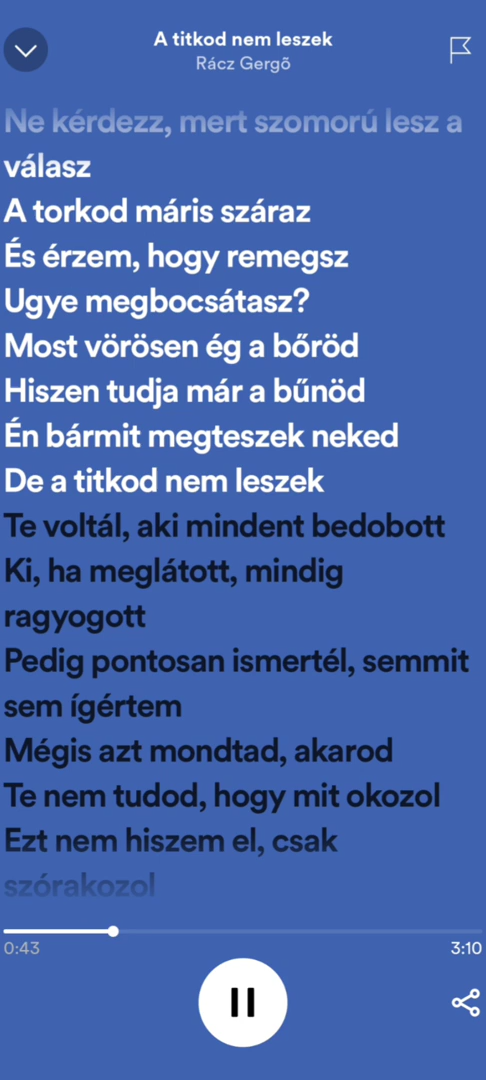 A titkod nem leszek
Rácz Gergõ
Ne kérdezz, mert szomorú lesz a
válasz
A torkod máris száraz
És érzem, hogy remegsz
Ugye megbocsátasz?
Most vörösen ég a bőröd
Hiszen tudja már a bűnöd
Én bármit megteszek neked
De a titkod nem leszek
Te voltál, aki mindent bedobott
Ki, ha meglátott, mindig
ragyogott
Pedig pontosan ismertél, semmit
sem ígértem
Mégis azt mondtad, akarod
Te nem tudod, hogy mit okozol
Ezt nem hiszem el, csak
szórakozol
0:43
3:10